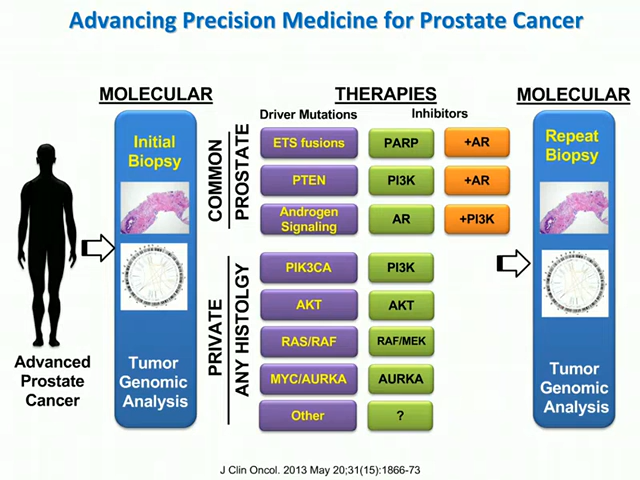 Advancing Precision Medicine for Prostate Cancer
MOLECULAR
THERAPIES
MOLECULAR
Driver Mutations
Inhibitors
Initial
Biopsy
Tumor
Genomic
Analysis
Advanced
Prostate
Cancer
COMMON
PROSTATE
ETS fusions
PARP
+AR
PTEN
PI3K
+AR
Androgen
Signaling
AR
+PI3K
PRIVATE
ANY HISTOLGY
PIK3CA
PI3K
AKT
AKT
RAS/RAF
RAF/MEK
MYC/AURKA
AURKA
Other
?
Repeat
Biopsy
Tumor
Genomic
Analysis
J Clin Oncol. 2013 May 20;31(15):1866-73